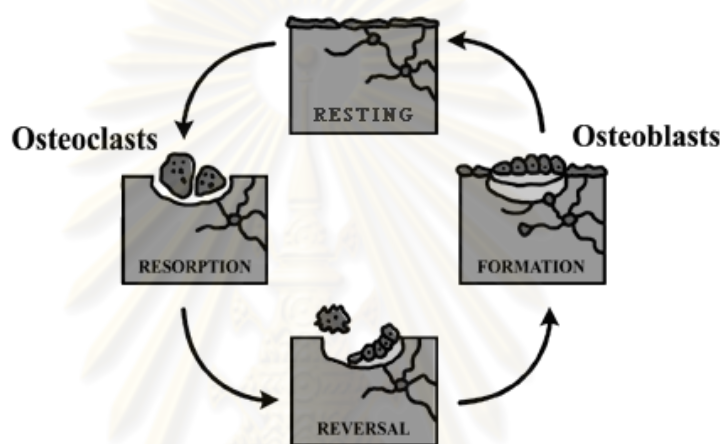 RESTING
Osteoclasts
Osteoblasts
RESORPTION
FORMATION
REVERSAL